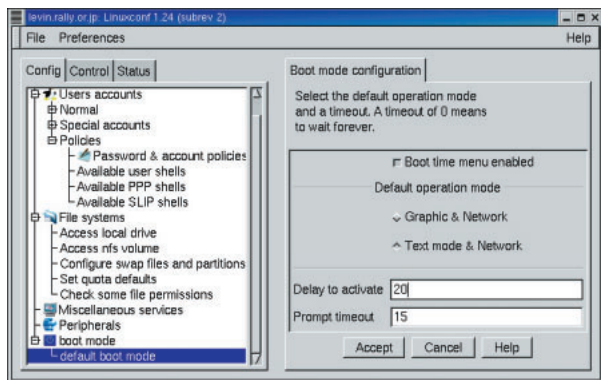 levin.rally.or.jp: Linuxconf 1.24 (subrev 2)
File Preferences Help
Config Control Status
Users accounts
Normal
Special accounts
Policies
Password & account policies
Available user shells
Available PPP shells
Available SLIP shells
File systems
Access local drive
Access nfs volume
Configure swap files and partitions
Set quota defaults
Check some file permissions
Miscellaneous services
Peripherals
boot mode
default boot mode
Boot mode configuration
Select the default operation mode
and a timeout. A timeout of 0 means
to wait forever.
Boot time menu enabled
Default operation mode
Graphic & Network
Text mode & Network
Delay to activate 20
Prompt timeout 15
Accept Cancel Help